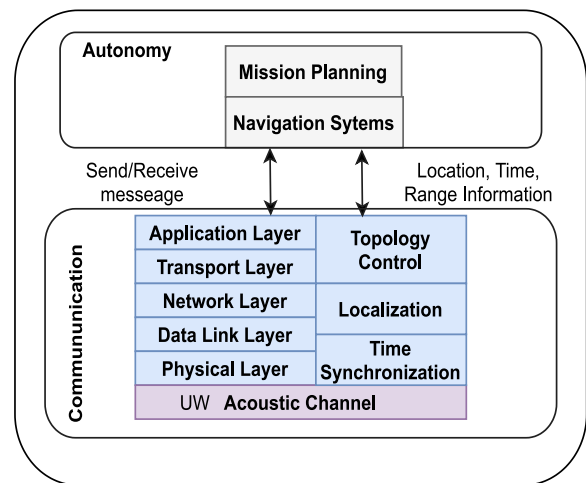 Autonomy
Mission Planning
Navigation Sytems
Send/Receive
messeage
Location, Time,
Range Information
Commununication
Application Layer
Transport Layer
Network Layer
Data Link Layer
Physical Layer
Topology
Control
Localization
Time
Synchronization
UW Acoustic Channel